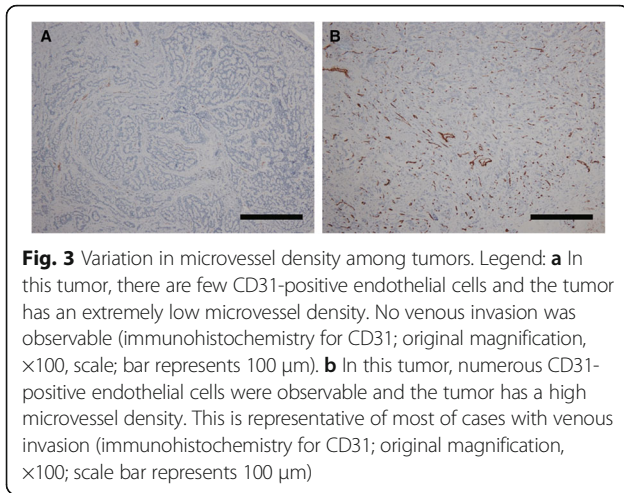 A
B
Fig. 3 Variation in microvessel density among tumors. Legend: a In
this tumor, there are few CD31-positive endothelial cells and the tumor
has an extremely low microvessel density. No venous invasion was
observable (immunohistochemistry for CD31; original magnification,
×100, scale; bar represents 100 μm). b In this tumor, numerous CD31-
positive endothelial cells were observable and the tumor has a high
microvessel density. This is representative of most of cases with venous
invasion (immunohistochemistry for CD31; original magnification,
×100; scale bar represents 100 μm)